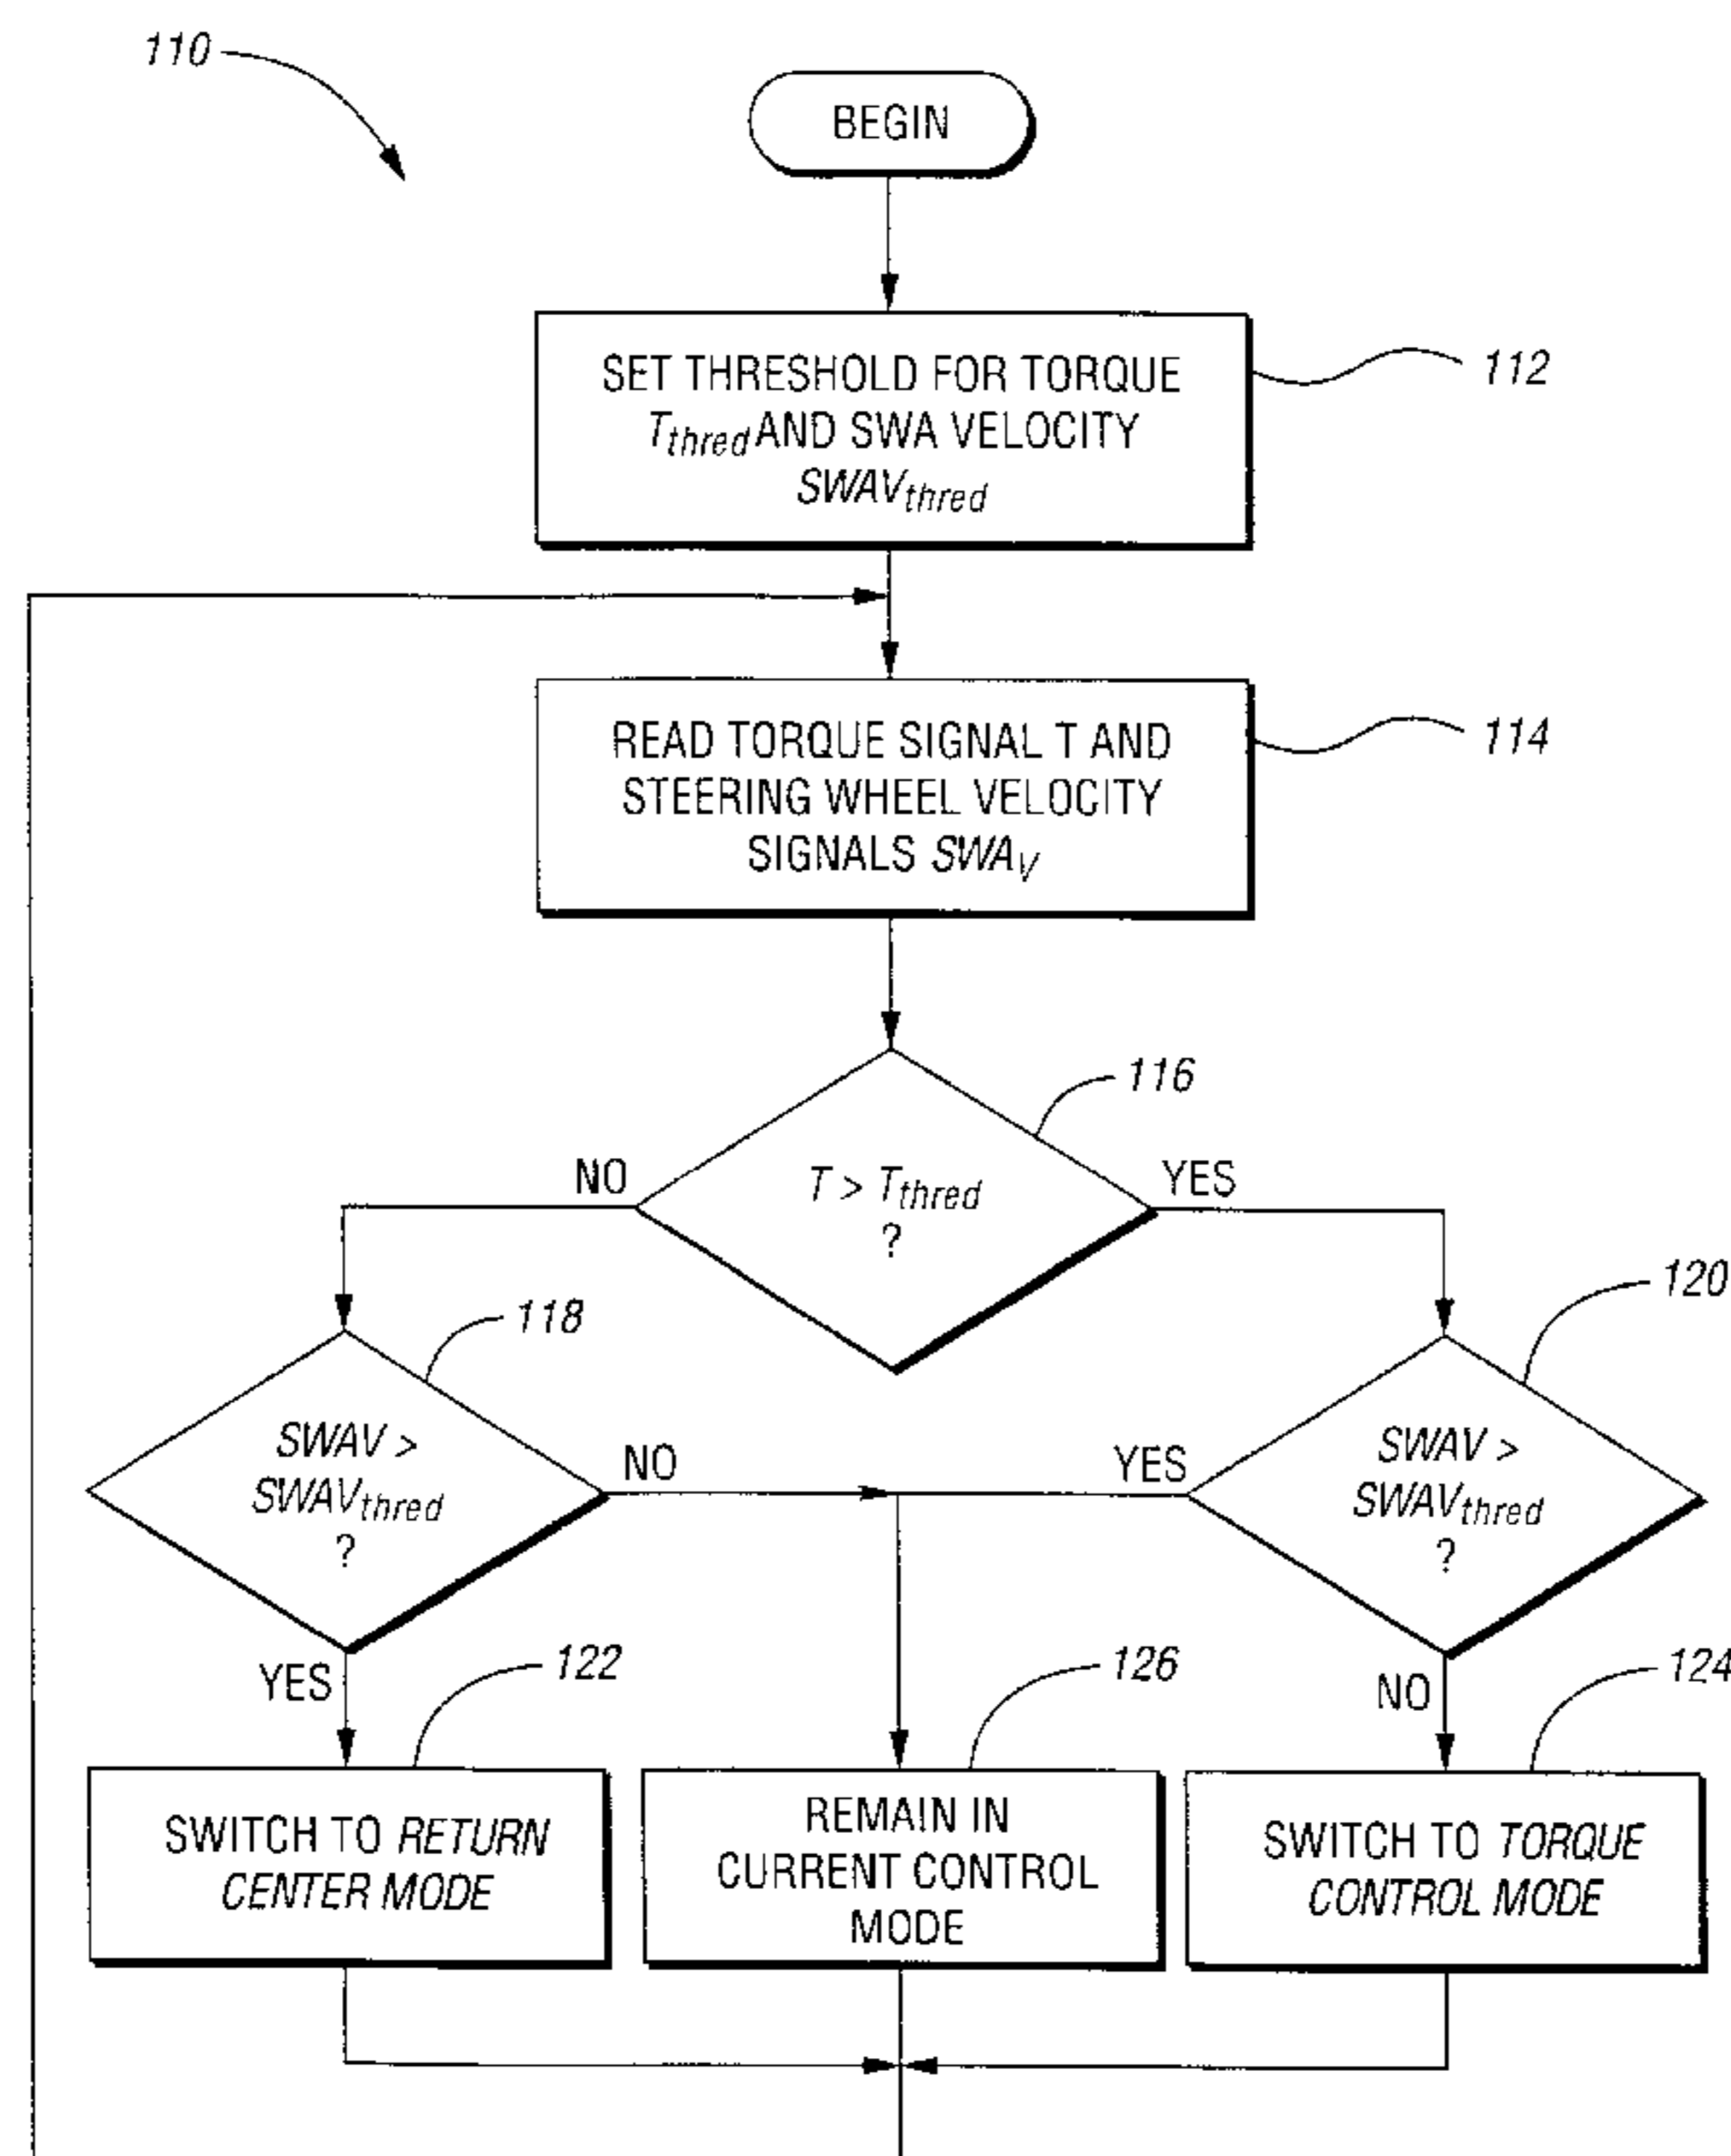 110
BEGIN
SET THRESHOLD FOR TORQUE
Tthred AND SWA VELOCITY
SWAVthred
112
READ TORQUE SIGNAL T AND
STEERING WHEEL VELOCITY
SIGNALS SWAV
114
116
NO
T > Tthred
?
YES
118
120
SWAV >
SWAVthred
?
NO
YES
SWAV >
SWAVthred
?
YES
122
126
NO
124
SWITCH TO RETURN
CENTER MODE
REMAIN IN
CURRENT CONTROL
MODE
SWITCH TO TORQUE
CONTROL MODE